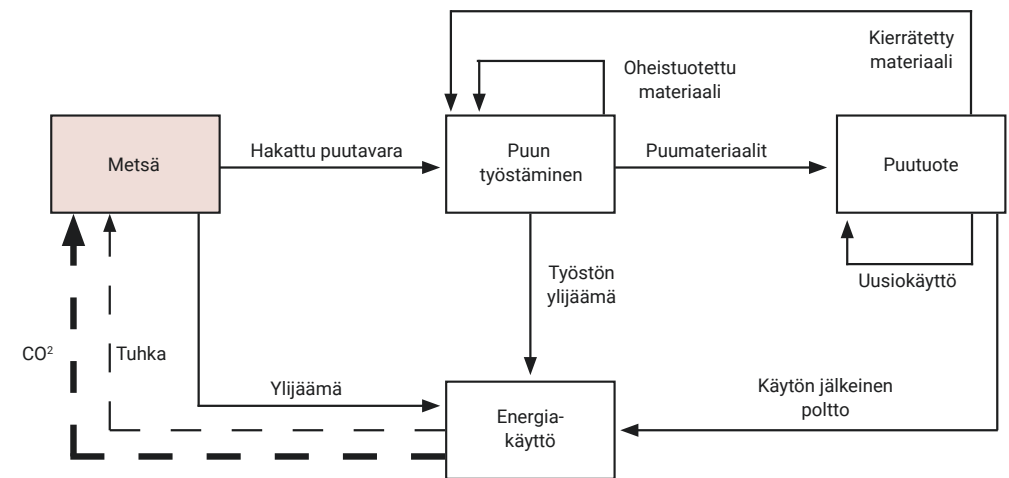 Kierrätetty
materiaali
Oheistuotettu
materiaali
Metsä
Hakattu puutavara
Puun
työstäminen
Puumateriaalit
Puutuote
Työstön
ylijäämä
Uusiokäyttö
CO²
Tuhka
Ylijäämä
Käytön jälkeinen
poltto
Energia-
käyttö